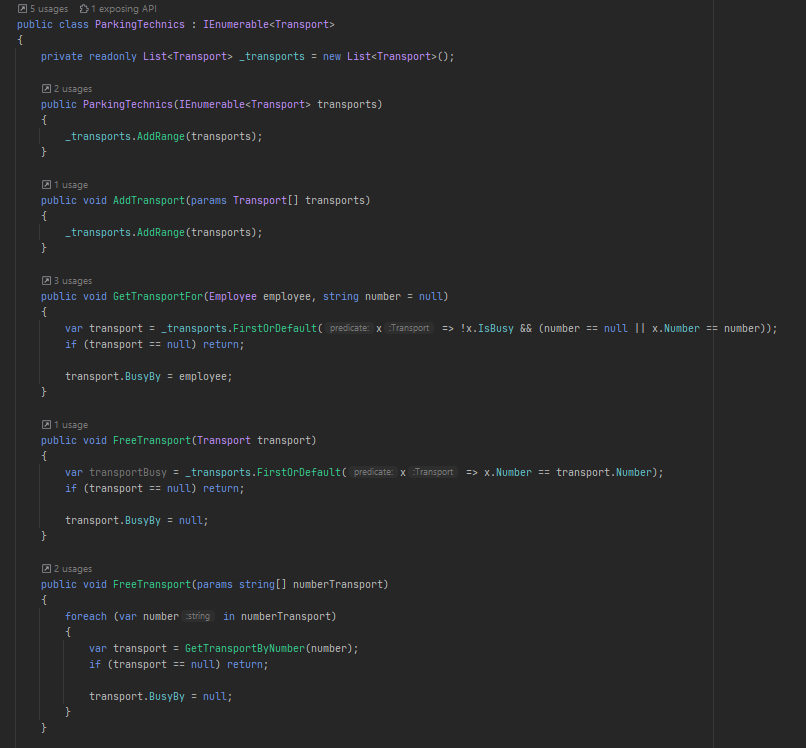 5 usages 1 exposing API
public class ParkingTechnics : IEnumerable<Transport>
{
    private readonly List<Transport> _transports = new List<Transport>();
    2 usages
    public ParkingTechnics(IEnumerable<Transport> transports)
    {
        _transports.AddRange(transports);
    }
    1 usage
    public void AddTransport(params Transport[] transports)
    {
        _transports.AddRange(transports);
    }
    3 usages
    public void GetTransportFor(Employee employee, string number = null)
    {
        var transport = _transports.FirstOrDefault( predicate: x :Transport => !x.IsBusy && (number == null || x.Number == number));
        if (transport == null) return;
        transport.BusyBy = employee;
    }
    1 usage
    public void FreeTransport(Transport transport)
    {
        var transportBusy = _transports.FirstOrDefault( predicate: x :Transport => x.Number == transport.Number);
        if (transport == null) return;
        transport.BusyBy = null;
    }
    2 usages
    public void FreeTransport(params string[] numberTransport)
    {
        foreach (var number :string in numberTransport)
        {
            var transport = GetTransportByNumber(number);
            if (transport == null) return;
            transport.BusyBy = null;
        }
    }